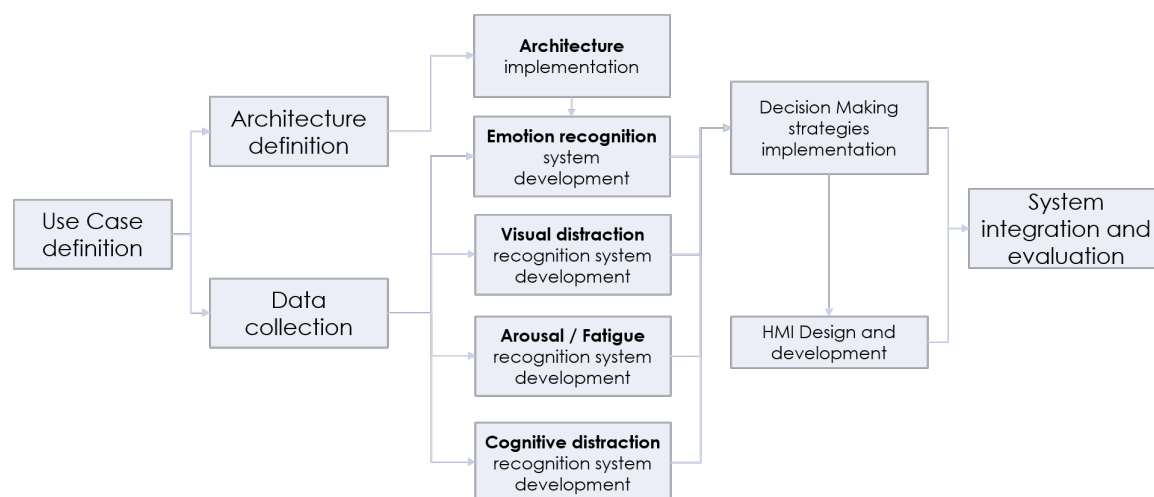 Use Case
definition
Architecture
definition
Data
collection
Architecture
implementation
Emotion recognition
system
development
Visual distraction
recognition system
development
Arousal / Fatigue
recognition system
development
Cognitive distraction
recognition system
development
Decision Making
strategies
implementation
HMI Design and
development
System
integration and
evaluation